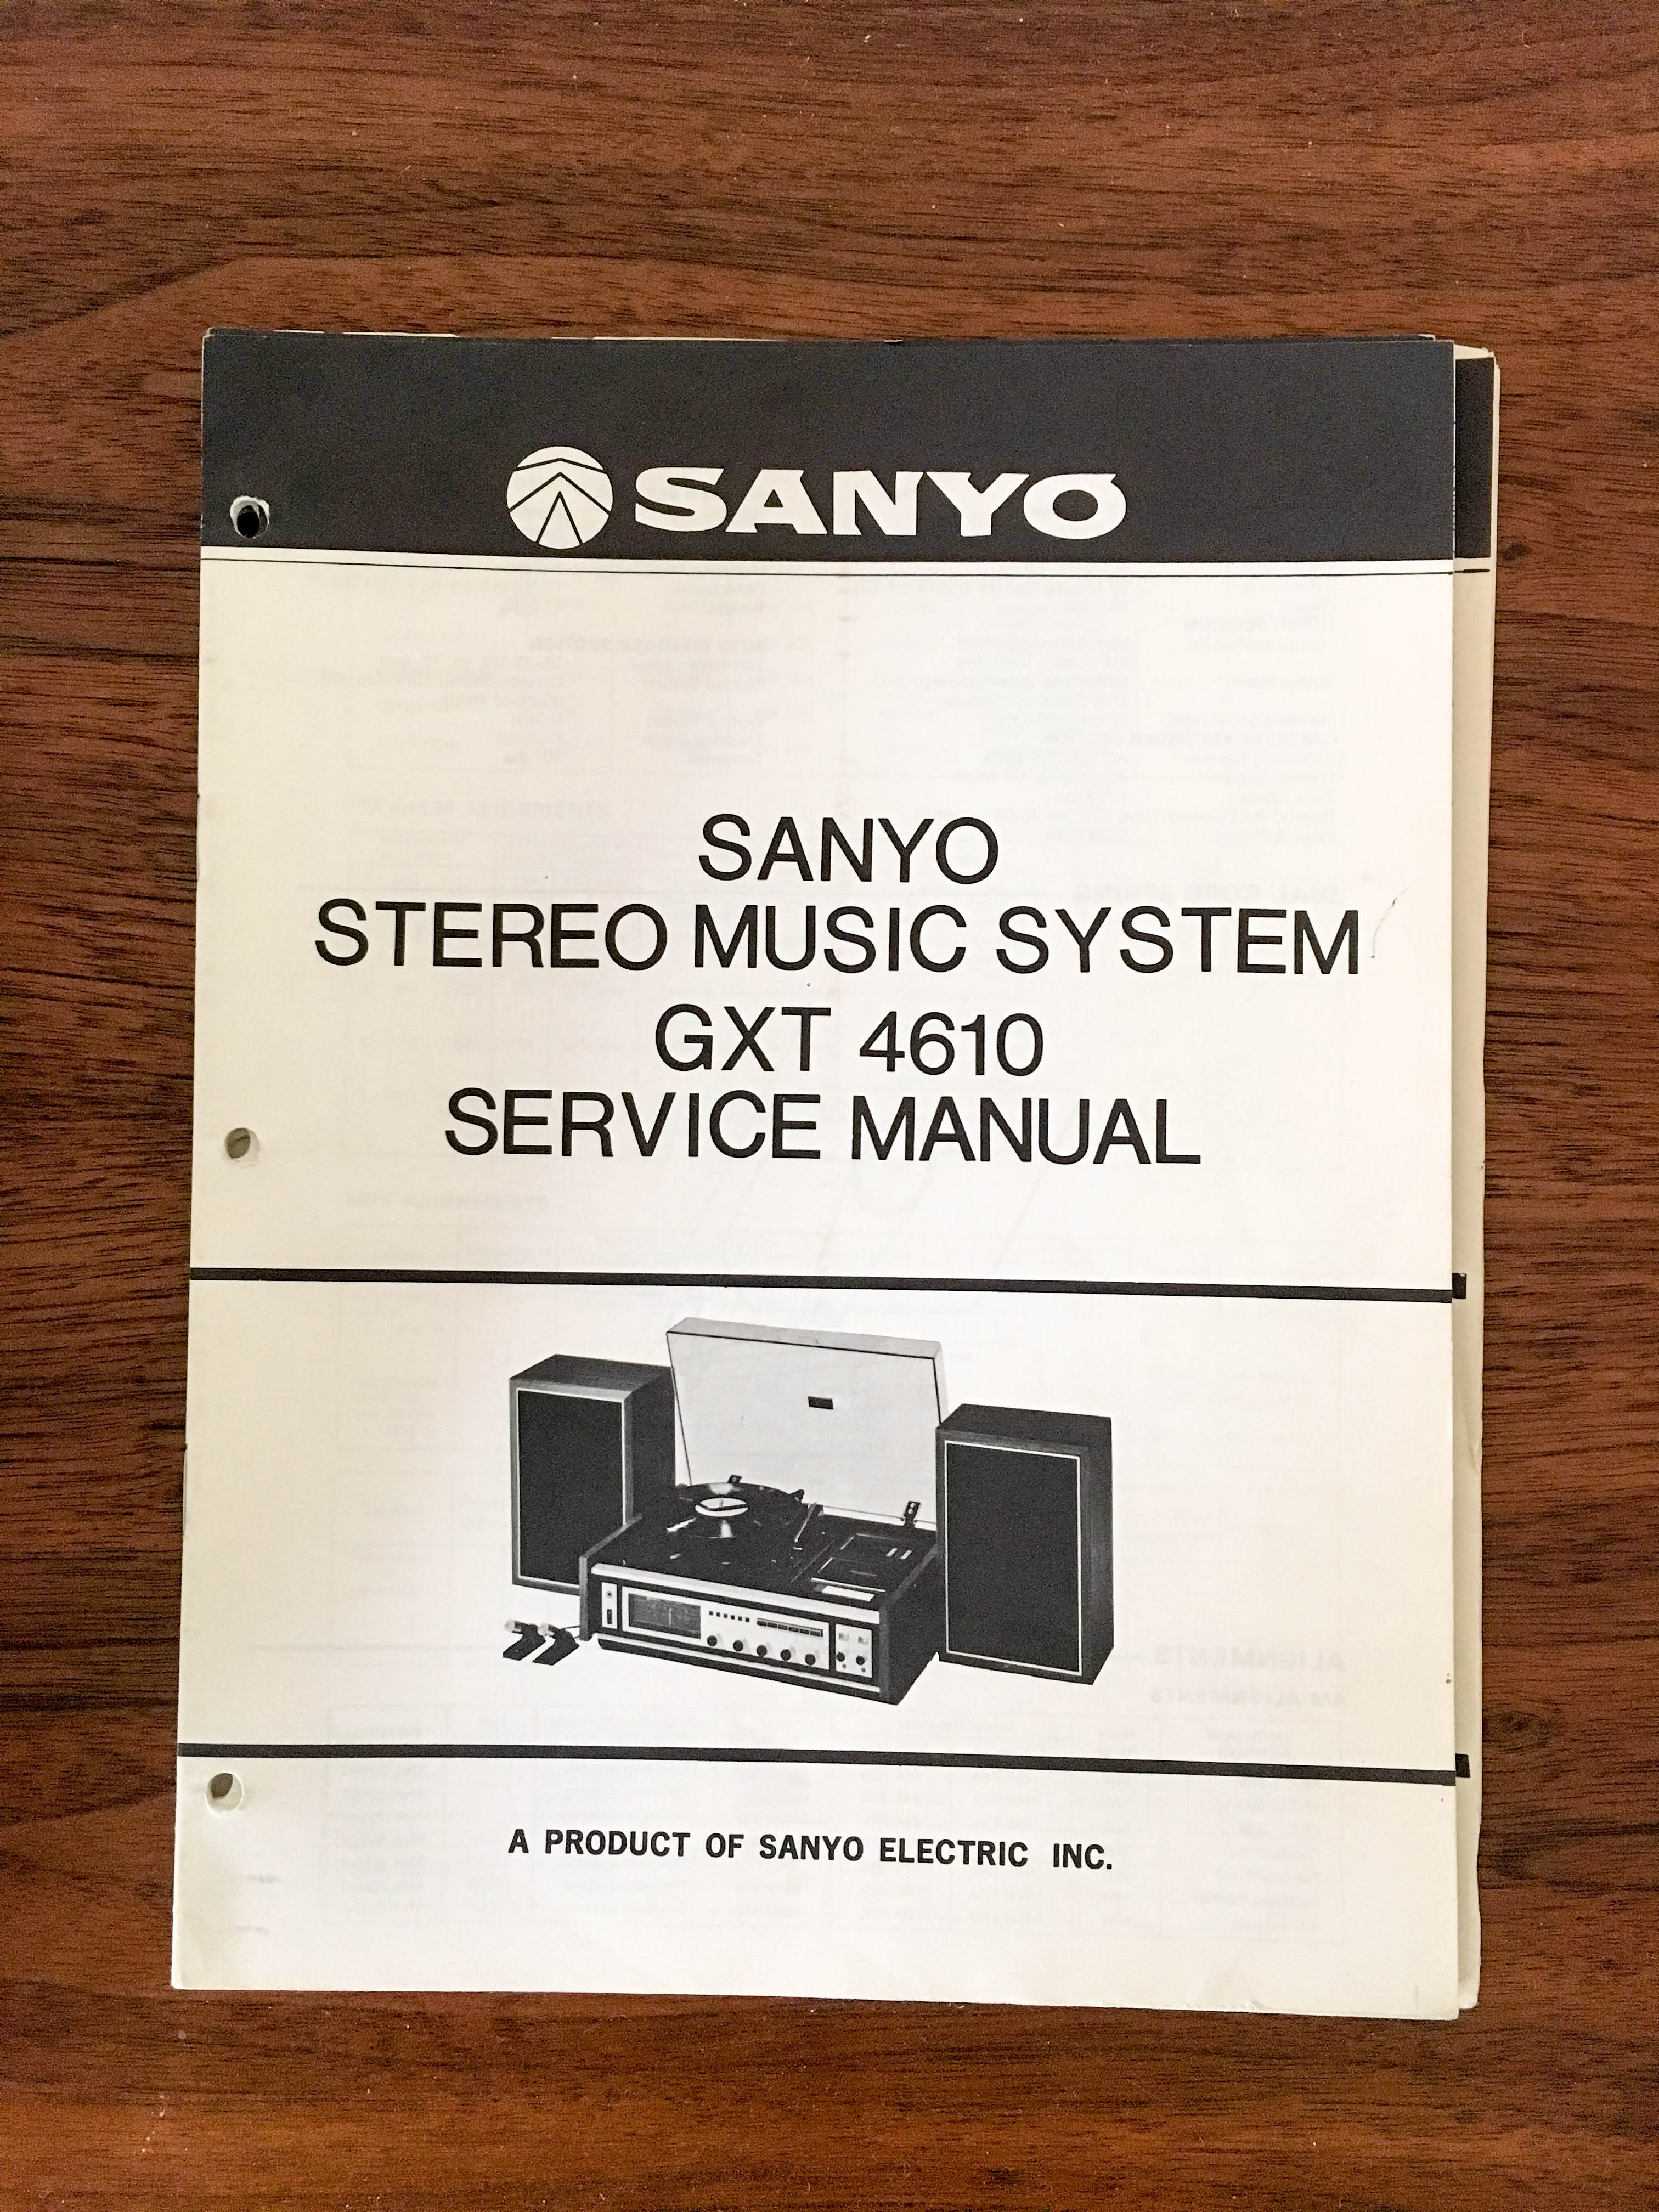 SANYO
SANYO
STEREO MUSIC SYSTEM
GXT 4610
SERVICE MANUAL
A PRODUCT OF SANYO ELECTRIC INC.